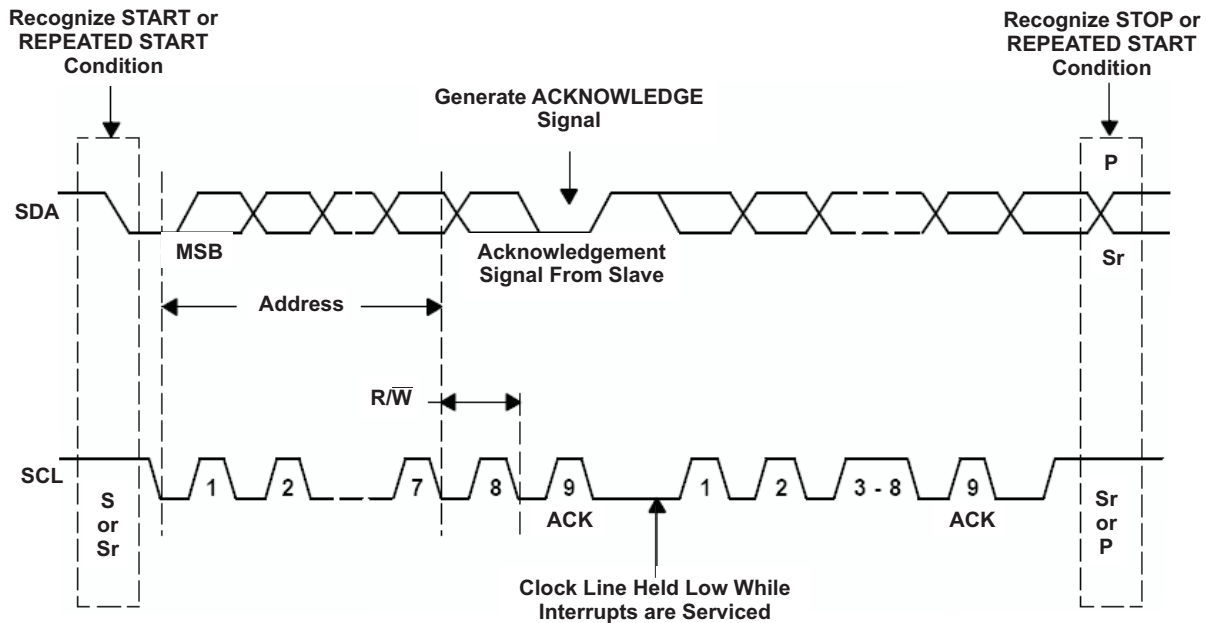 Recognize START or
REPEATED START
Condition
Recognize STOP or
REPEATED START
Condition
Generate ACKNOWLEDGE
Signal
P
SDA
MSB
Acknowledgement
Signal From Slave
Sr
Address
R/W̅
SCL
S
or
Sr
1
2
7
8
9
ACK
1
2
3 - 8
9
ACK
Sr
or
P
Clock Line Held Low While
Interrupts are Serviced